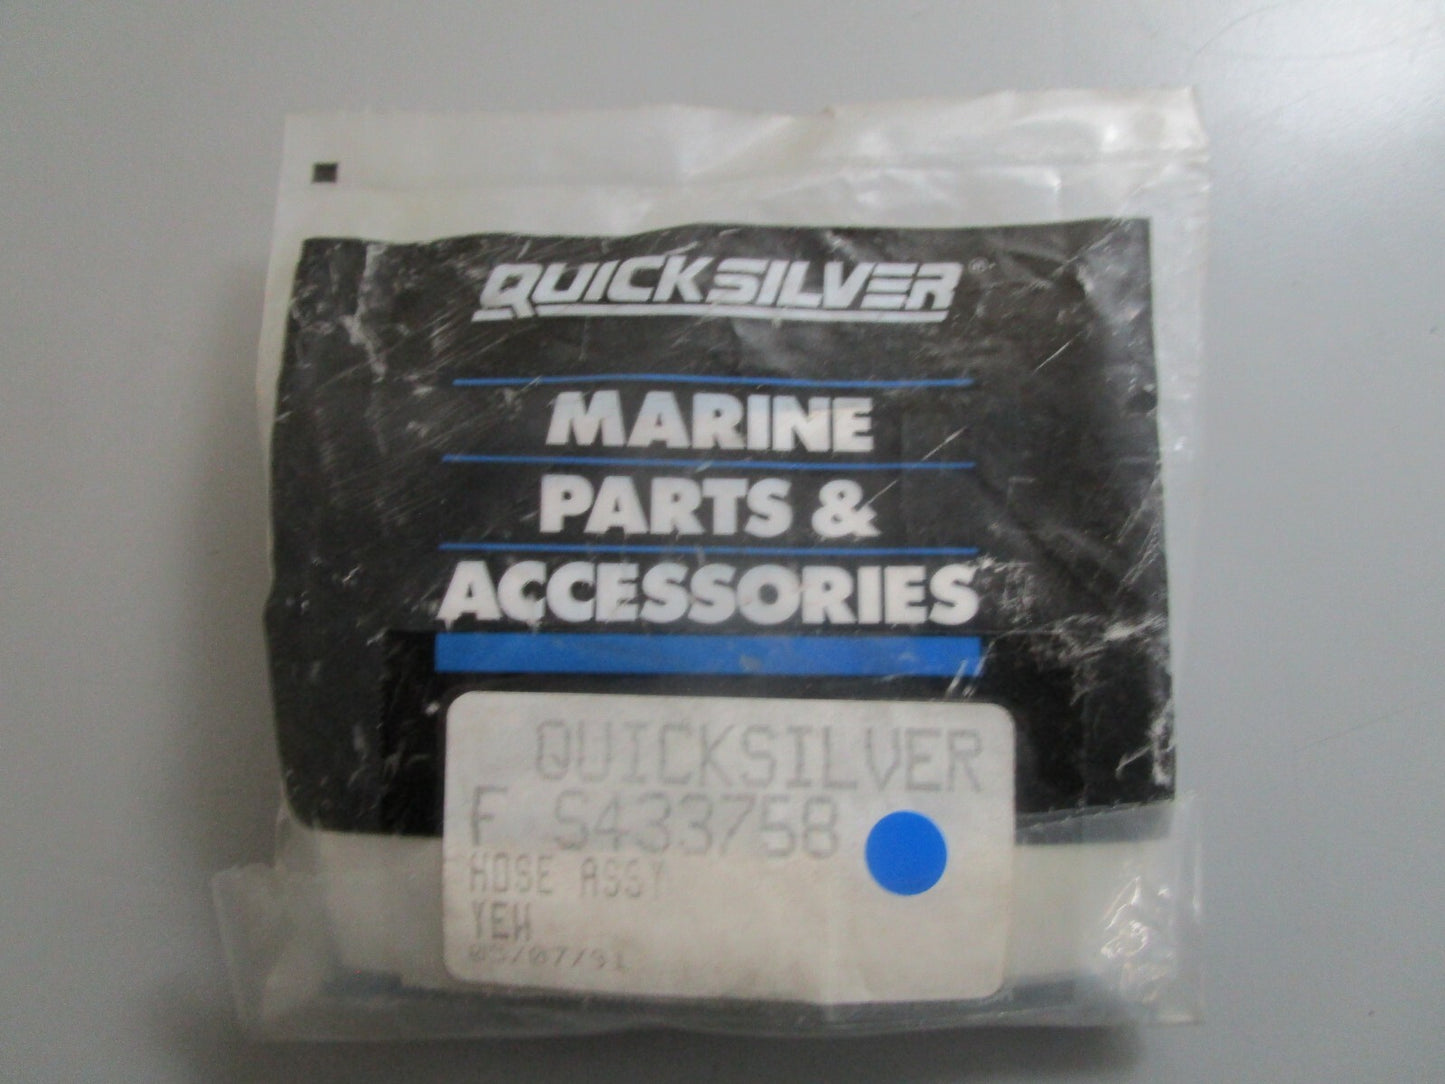 QUICKSILVER®
MARINE
PARTS &
ACCESSORIES
QUICKSILVER
F S433758
HOSE ASSY
YEW
05/07/91